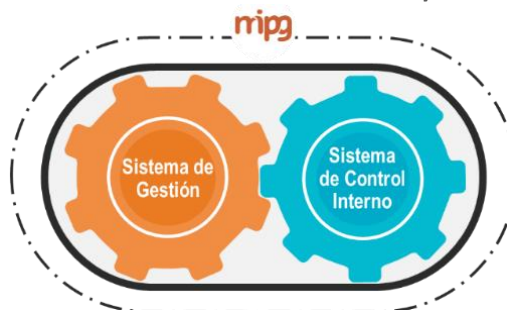 mipg
Sistema de
Gestión
Sistema
de Control
Interno